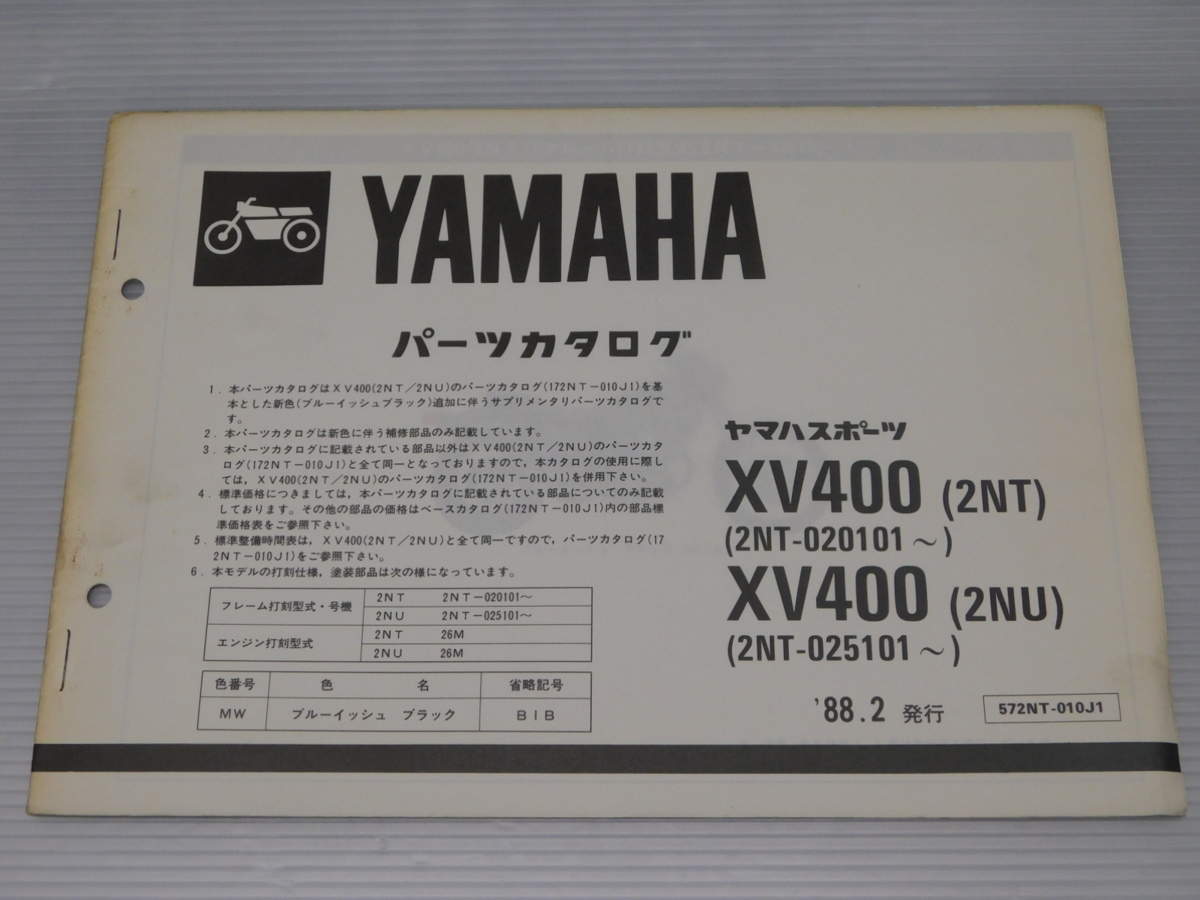 YAMAHA
パーツカタログ
1. 本パーツカタログはXV400(2NT/2NU)のパーツカタログ(172NT-010J1)を基
本とした新色(ブルーイッシュブラック)追加に伴うサプリメンタリパーツカタログで
す。
2. 本パーツカタログは新色に伴う補修部品のみ記載しています。
3. 本パーツカタログに記載されている部品以外はXV400(2NT/2NU)のパーツカタ
ログ(172NT-010J1)と全て同一となっておりますので，本カタログの使用に際し
ては，XV400(2NT/2NU)のパーツカタログ(172NT-010J1)を併用下さい。
4. 標準価格につきましては，本パーツカタログに記載されている部品についてのみ記載
しております。その他の部品の価格はベースカタログ(172NT-010J1)内の部品標
準価格表をご参照下さい。
5. 標準整備時間表は，XV400(2NT/2NU)と全て同一ですので，パーツカタログ(17
2NT-010J1)をご参照下さい。
6. 本モデルの打刻仕様，塗装部品は次の様になっています。
フレーム打刻型式・号機 2NT 2NT-020101～
2NU 2NT-025101～
エンジン打刻型式 2NT 26M
2NU 26M
色番号 色 名 省略記号
MW ブルーイッシュ ブラック BIB
ヤマハスポーツ
XV400 (2NT)
(2NT-020101～)
XV400 (2NU)
(2NT-025101～)
'88.2 発行
572NT-010J1